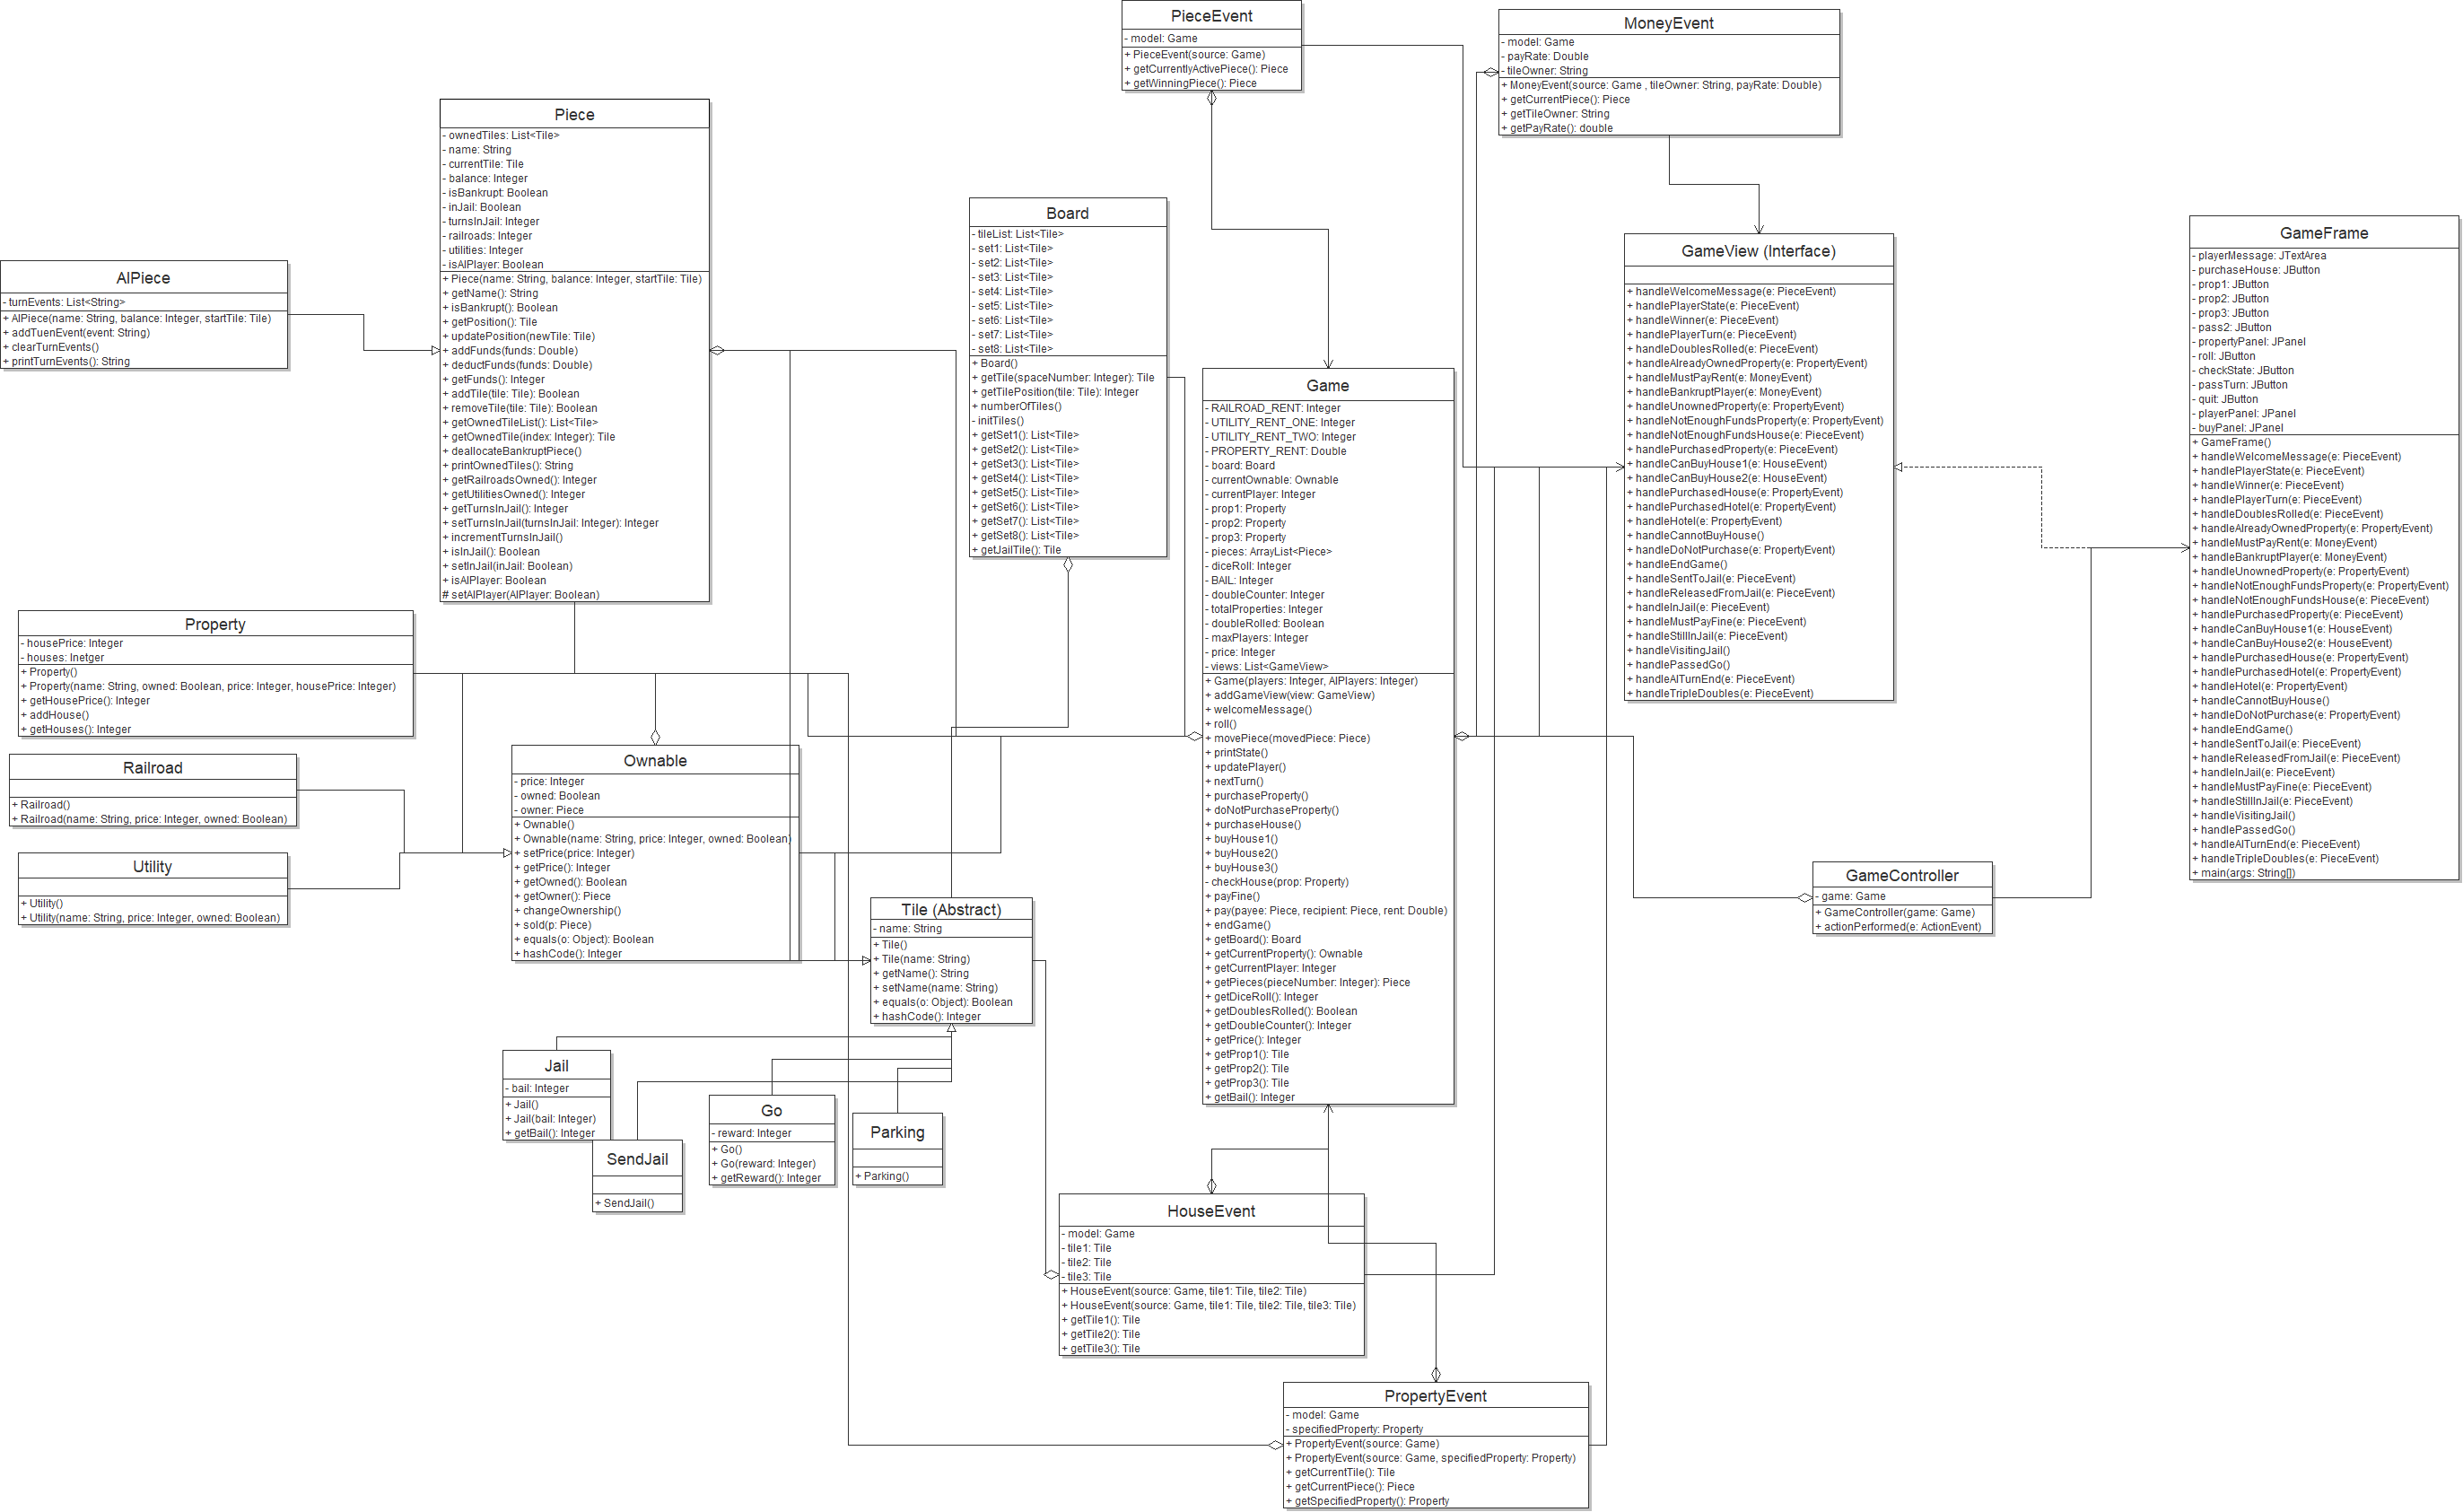 PieceEvent
- model: Game
+ PieceEvent(source: Game)
+ getCurrentlyActivePiece(): Piece
+ getWinningPiece(): Piece
MoneyEvent
- model: Game
- payRate: Double
- tileOwner: String
+ MoneyEvent(source: Game , tileOwner: String, payRate: Double)
+ getCurrentPiece(): Piece
+ getTileOwner: String
+ getPayRate(): double
Piece
- ownedTiles: List<Tile>
- name: String
- currentTile: Tile
- balance: Integer
- isBankrupt: Boolean
- inJail: Boolean
- turnsInJail: Integer
- railroads: Integer
- utilities: Integer
- isAIPlayer: Boolean
+ Piece(name: String, balance: Integer, startTile: Tile)
+ getName(): String
+ isBankrupt(): Boolean
+ getPosition(): Tile
+ updatePosition(newTile: Tile)
+ addFunds(funds: Double)
+ deductFunds(funds: Double)
+ getFunds(): Integer
+ addTile(tile: Tile): Boolean
+ removeTile(tile: Tile): Boolean
+ getOwnedTileList(): List<Tile>
+ getOwnedTile(index: Integer): Tile
+ deallocateBankruptPiece()
+ printOwnedTiles(): String
+ getRailroadsOwned(): Integer
+ getUtilitiesOwned(): Integer
+ getTurnsInJail(): Integer
+ setTurnsInJail(turnsInJail: Integer): Integer
+ incrementTurnsInJail()
+ isInJail(): Boolean
+ setInJail(inJail: Boolean)
+ isAIPlayer: Boolean
# setAIPlayer(AIPlayer: Boolean)
AIPiece
- turnEvents: List<String>
+ AIPiece(name: String, balance: Integer, startTile: Tile)
+ addTuenEvent(event: String)
+ clearTurnEvents()
+ printTurnEvents(): String
Board
- tileList: List<Tile>
- set1: List<Tile>
- set2: List<Tile>
- set3: List<Tile>
- set4: List<Tile>
- set5: List<Tile>
- set6: List<Tile>
- set7: List<Tile>
- set8: List<Tile>
+ Board()
+ getTile(spaceNumber: Integer): Tile
+ getTilePosition(tile: Tile): Integer
+ numberOfTiles()
- initTiles()
+ getSet1(): List<Tile>
+ getSet2(): List<Tile>
+ getSet3(): List<Tile>
+ getSet4(): List<Tile>
+ getSet5(): List<Tile>
+ getSet6(): List<Tile>
+ getSet7(): List<Tile>
+ getSet8(): List<Tile>
+ getJailTile(): Tile
GameView (Interface)
+ handleWelcomeMessage(e: PieceEvent)
+ handlePlayerState(e: PieceEvent)
+ handleWinner(e: PieceEvent)
+ handlePlayerTurn(e: PieceEvent)
+ handleDoublesRolled(e: PieceEvent)
+ handleAlreadyOwnedProperty(e: PropertyEvent)
+ handleMustPayRent(e: MoneyEvent)
+ handleBankruptPlayer(e: MoneyEvent)
+ handleUnownedProperty(e: PropertyEvent)
+ handleNotEnoughFundsProperty(e: PropertyEvent)
+ handleNotEnoughFundsHouse(e: PieceEvent)
+ handlePurchasedProperty(e: PieceEvent)
+ handleCanBuyHouse1(e: HouseEvent)
+ handleCanBuyHouse2(e: HouseEvent)
+ handlePurchasedHouse(e: PropertyEvent)
+ handlePurchasedHotel(e: PropertyEvent)
+ handleHotel(e: PropertyEvent)
+ handleCannotBuyHouse()
+ handleDoNotPurchase(e: PropertyEvent)
+ handleEndGame()
+ handleSentToJail(e: PieceEvent)
+ handleReleasedFromJail(e: PieceEvent)
+ handleInJail(e: PieceEvent)
+ handleMustPayFine(e: PieceEvent)
+ handleStillInJail(e: PieceEvent)
+ handleVisitingJail()
+ handlePassedGo()
+ handleAITurnEnd(e: PieceEvent)
+ handleTripleDoubles(e: PieceEvent)
GameFrame
- playerMessage: JTextArea
- purchaseHouse: JButton
- prop1: JButton
- prop2: JButton
- prop3: JButton
- pass2: JButton
- propertyPanel: JPanel
- roll: JButton
- checkState: JButton
- passTurn: JButton
- quit: JButton
- playerPanel: JPanel
- buyPanel: JPanel
+ GameFrame()
+ handleWelcomeMessage(e: PieceEvent)
+ handlePlayerState(e: PieceEvent)
+ handleWinner(e: PieceEvent)
+ handlePlayerTurn(e: PieceEvent)
+ handleDoublesRolled(e: PieceEvent)
+ handleAlreadyOwnedProperty(e: PropertyEvent)
+ handleMustPayRent(e: MoneyEvent)
+ handleBankruptPlayer(e: MoneyEvent)
+ handleUnownedProperty(e: PropertyEvent)
+ handleNotEnoughFundsProperty(e: PropertyEvent)
+ handleNotEnoughFundsHouse(e: PieceEvent)
+ handlePurchasedProperty(e: PieceEvent)
+ handleCanBuyHouse1(e: HouseEvent)
+ handleCanBuyHouse2(e: HouseEvent)
+ handlePurchasedHouse(e: PropertyEvent)
+ handlePurchasedHotel(e: PropertyEvent)
+ handleHotel(e: PropertyEvent)
+ handleCannotBuyHouse()
+ handleDoNotPurchase(e: PropertyEvent)
+ handleEndGame()
+ handleSentToJail(e: PieceEvent)
+ handleReleasedFromJail(e: PieceEvent)
+ handleInJail(e: PieceEvent)
+ handleMustPayFine(e: PieceEvent)
+ handleStillInJail(e: PieceEvent)
+ handleVisitingJail()
+ handlePassedGo()
+ handleAITurnEnd(e: PieceEvent)
+ handleTripleDoubles(e: PieceEvent)
+ main(args: String[])
Game
- RAILROAD_RENT: Integer
- UTILITY_RENT_ONE: Integer
- UTILITY_RENT_TWO: Integer
- PROPERTY_RENT: Double
- board: Board
- currentOwnable: Ownable
- currentPlayer: Integer
- prop1: Property
- prop2: Property
- prop3: Property
- pieces: ArrayList<Piece>
- diceRoll: Integer
- BAIL: Integer
- doubleCounter: Integer
- totalProperties: Integer
- doubleRolled: Boolean
- maxPlayers: Integer
- price: Integer
- views: List<GameView>
+ Game(players: Integer, AIPlayers: Integer)
+ addGameView(view: GameView)
+ welcomeMessage()
+ roll()
+ movePiece(movedPiece: Piece)
+ printState()
+ updatePlayer()
+ nextTurn()
+ purchaseProperty()
+ doNotPurchaseProperty()
+ purchaseHouse()
+ buyHouse1()
+ buyHouse2()
+ buyHouse3()
- checkHouse(prop: Property)
+ payFine()
+ pay(payee: Piece, recipient: Piece, rent: Double)
+ endGame()
+ getBoard(): Board
+ getCurrentProperty(): Ownable
+ getCurrentPlayer: Integer
+ getPieces(pieceNumber: Integer): Piece
+ getDiceRoll(): Integer
+ getDoublesRolled(): Boolean
+ getDoubleCounter(): Integer
+ getPrice(): Integer
+ getProp1(): Tile
+ getProp2(): Tile
+ getProp3(): Tile
+ getBail(): Integer
Property
- housePrice: Integer
- houses: Inetger
+ Property()
+ Property(name: String, owned: Boolean, price: Integer, housePrice: Integer)
+ getHousePrice(): Integer
+ addHouse()
+ getHouses(): Integer
Railroad
+ Railroad()
+ Railroad(name: String, price: Integer, owned: Boolean)
Utility
+ Utility()
+ Utility(name: String, price: Integer, owned: Boolean)
Ownable
- price: Integer
- owned: Boolean
- owner: Piece
+ Ownable()
+ Ownable(name: String, price: Integer, owned: Boolean)
+ setPrice(price: Integer)
+ getPrice(): Integer
+ getOwned(): Boolean
+ getOwner(): Piece
+ changeOwnership()
+ sold(p: Piece)
+ equals(o: Object): Boolean
+ hashCode(): Integer
Tile (Abstract)
- name: String
+ Tile()
+ Tile(name: String)
+ getName(): String
+ setName(name: String)
+ equals(o: Object): Boolean
+ hashCode(): Integer
GameController
- game: Game
+ GameController(game: Game)
+ actionPerformed(e: ActionEvent)
Jail
- bail: Integer
+ Jail()
+ Jail(bail: Integer)
+ getBail(): Integer
SendJail
+ SendJail()
Go
- reward: Integer
+ Go()
+ Go(reward: Integer)
+ getReward(): Integer
Parking
+ Parking()
HouseEvent
- model: Game
- tile1: Tile
- tile2: Tile
- tile3: Tile
+ HouseEvent(source: Game, tile1: Tile, tile2: Tile)
+ HouseEvent(source: Game, tile1: Tile, tile2: Tile, tile3: Tile)
+ getTile1(): Tile
+ getTile2(): Tile
+ getTile3(): Tile
PropertyEvent
- model: Game
- specifiedProperty: Property
+ PropertyEvent(source: Game)
+ PropertyEvent(source: Game, specifiedProperty: Property)
+ getCurrentTile(): Tile
+ getCurrentPiece(): Piece
+ getSpecifiedProperty(): Property